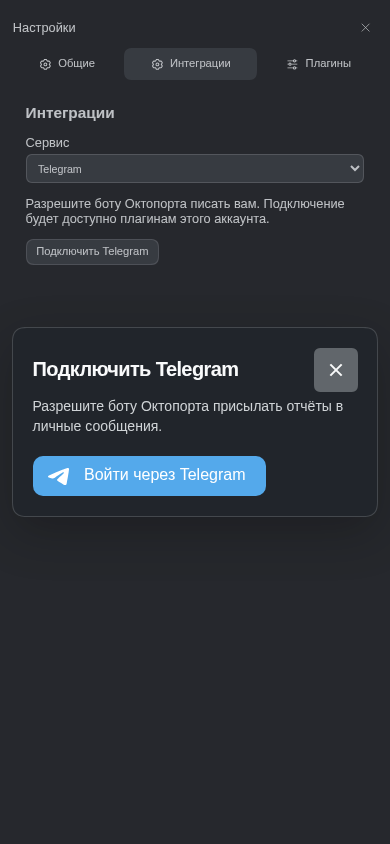 Настройки
Общие
Интеграции
Плагины
Интеграции
Сервис
Telegram
Разрешите боту Октопорта писать вам. Подключение
будет доступно плагинам этого аккаунта.
Подключить Telegram
Подключить Telegram
Разрешите боту Октопорта присылать отчёты в
личные сообщения.
Войти через Telegram